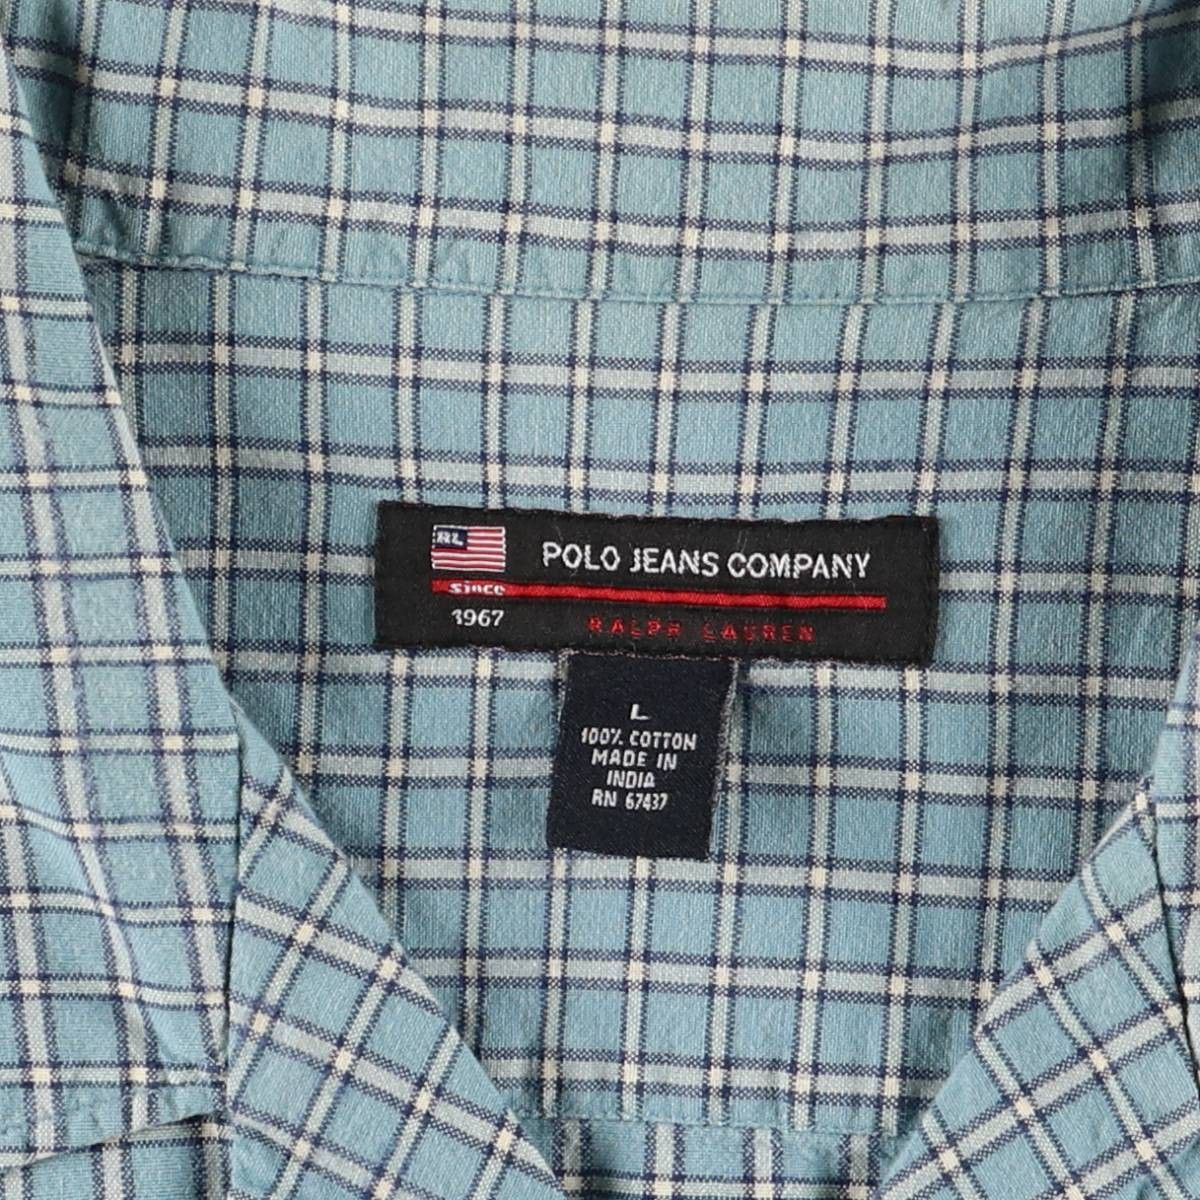 RL
POLO JEANS COMPANY
since
1967
RALPH LAUREN
L
100% COTTON
MADE IN
INDIA
RN 67437